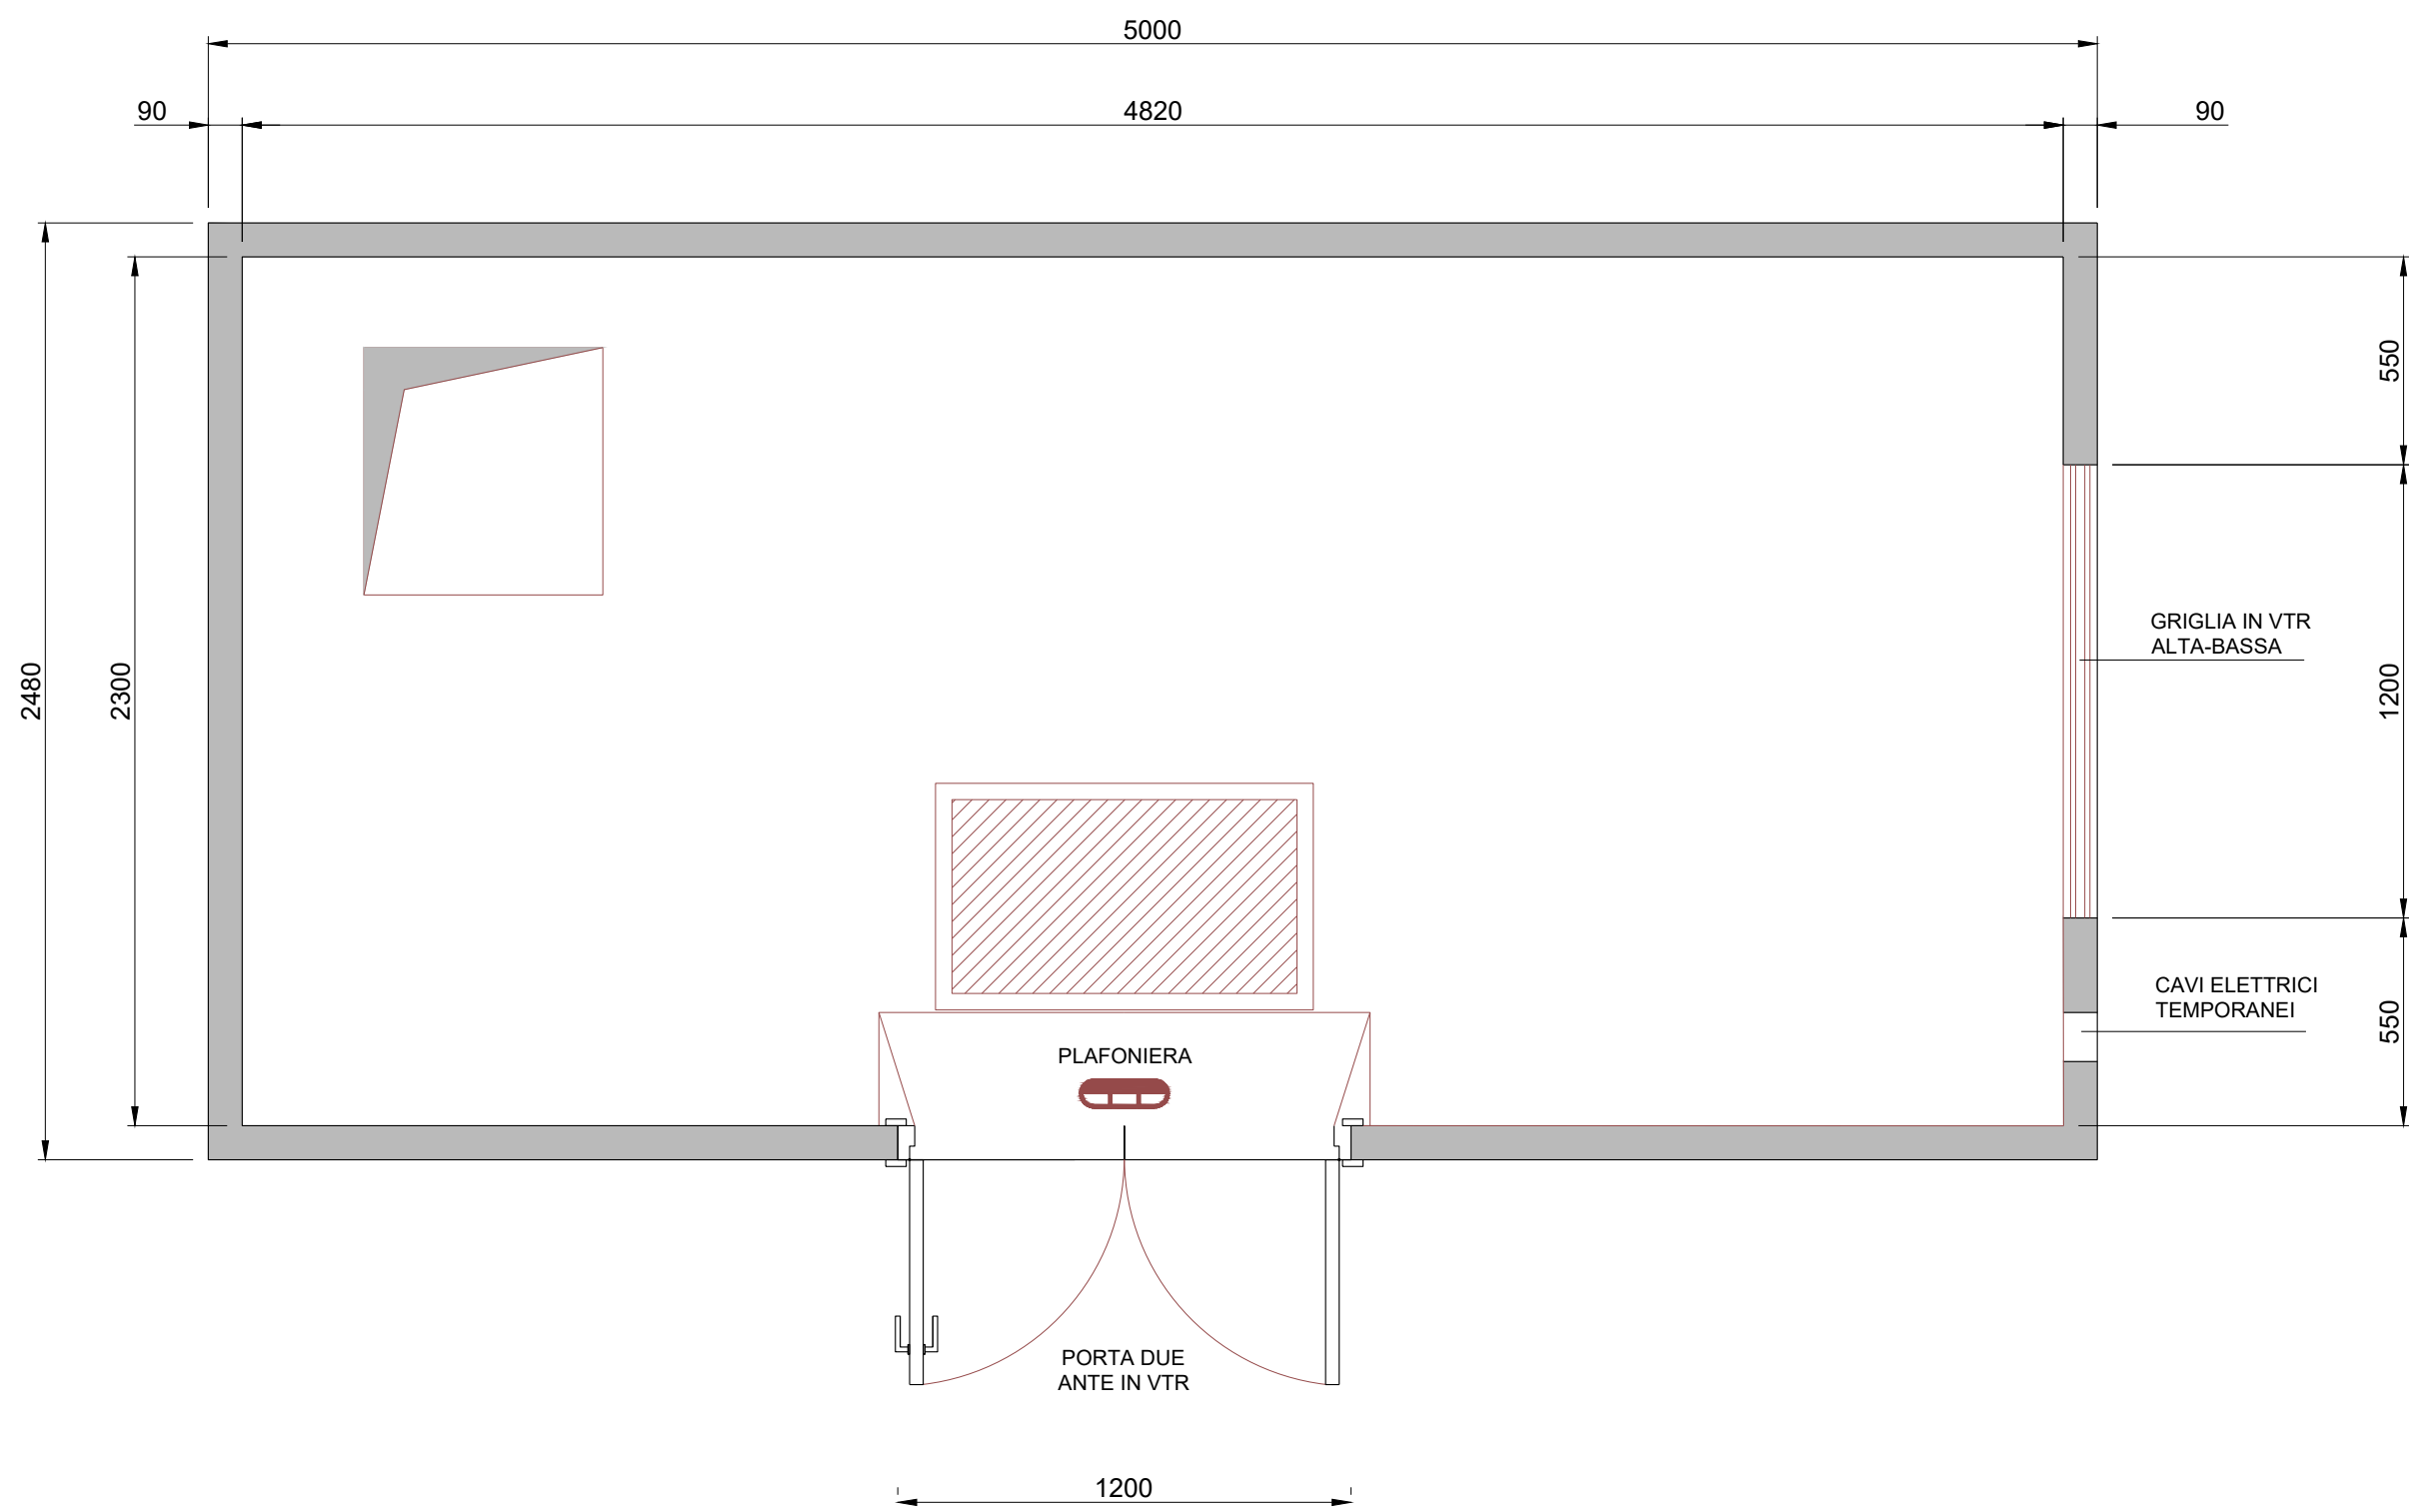 5000
90
4820
90
550
GRIGLIA IN VTR
ALTA-BASSA
2480
2300
1200
CAVI ELETTRICI
TEMPORANEI
550
PLAFONIERA
PORTA DUE
ANTE IN VTR
1200